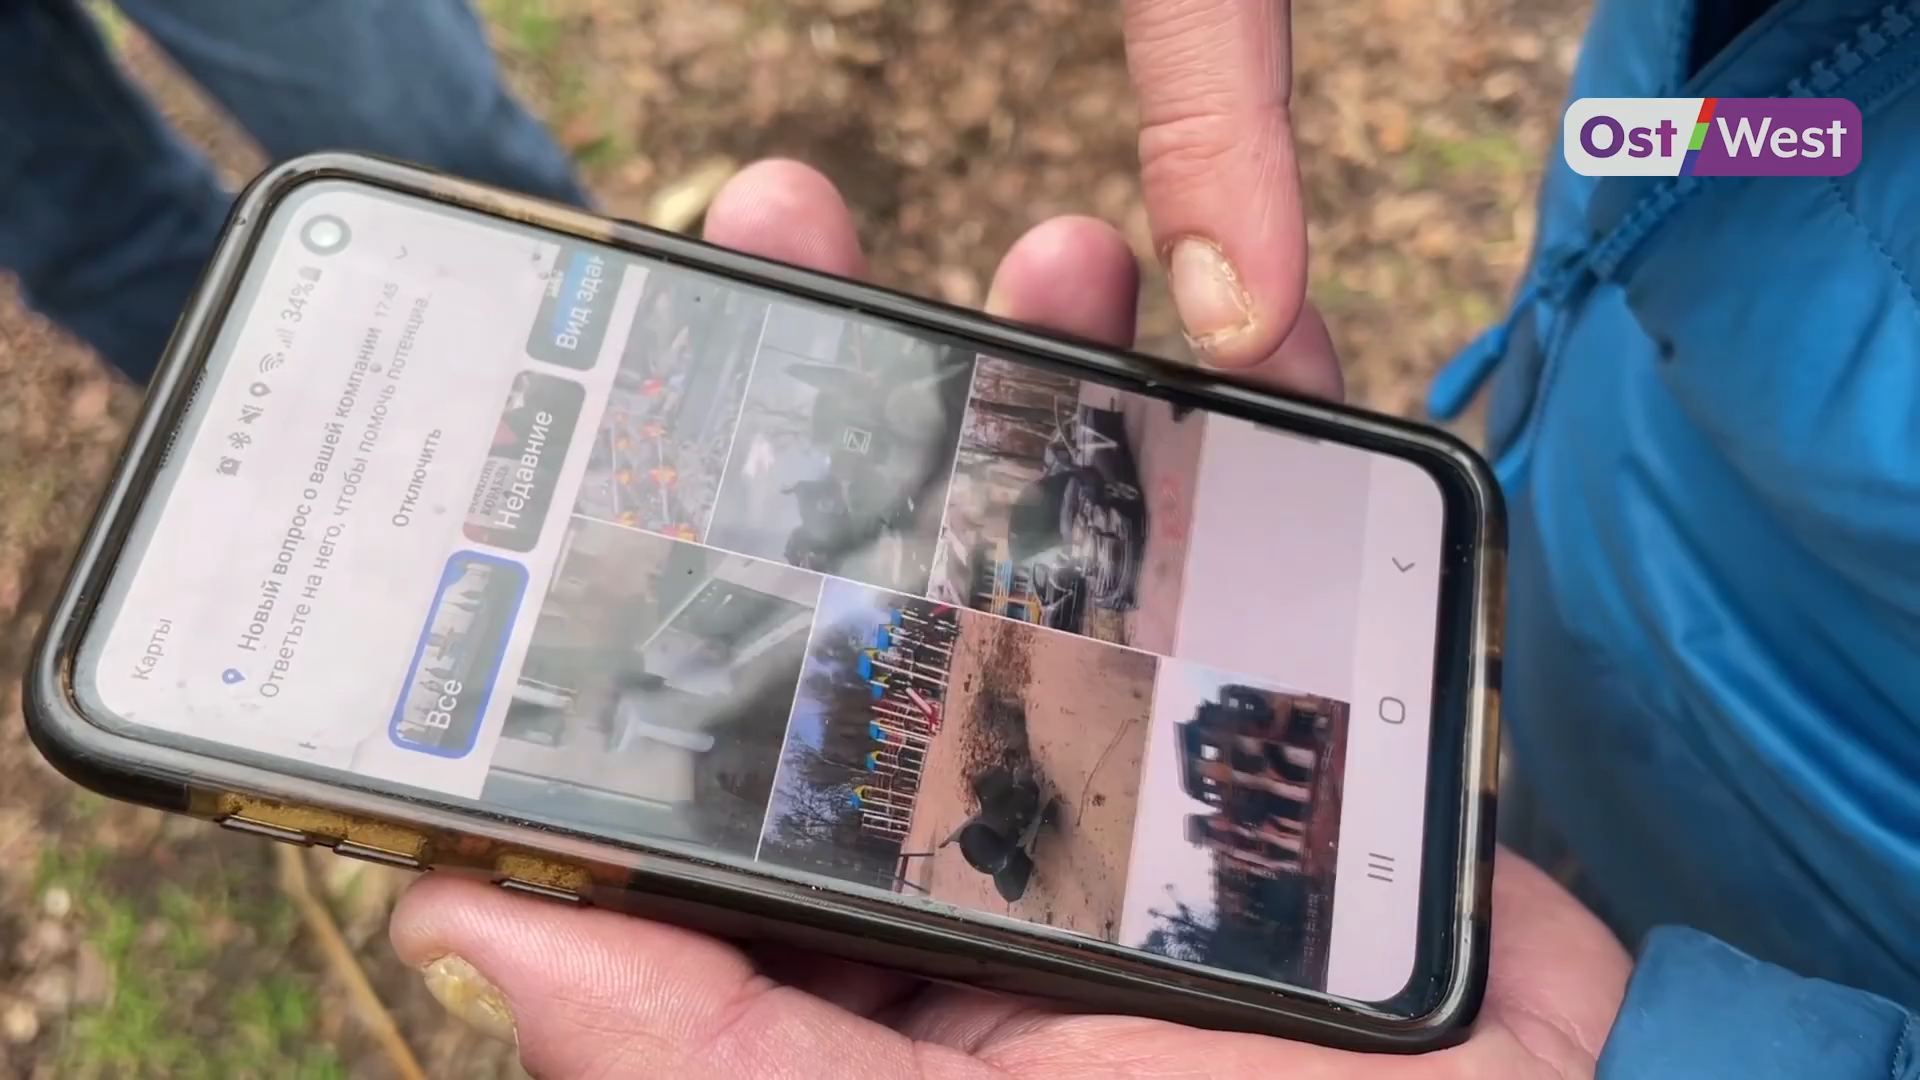 Ost West
34%
Карты
Новый вопрос о вашей компании 17:45
Ответьте на него, чтобы помочь потенциа...
Отключить
Все
Недавние
Вид здан
Z